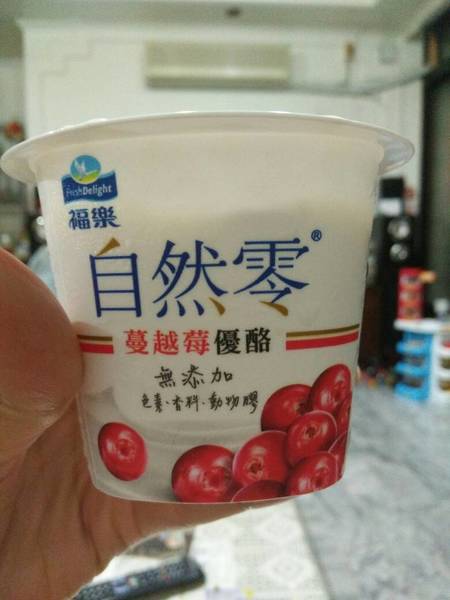 FreshDelight
福樂
自然零®
蔓越莓優酪
無添加
色素、香料、動物膠